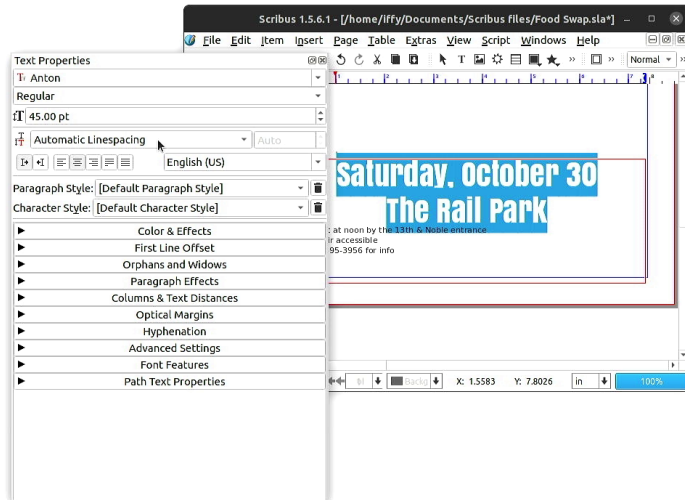 Scribus 1.5.6.1 - [/home/iffy/Documents/Scribus files/Food Swap.sla*]
File Edit Item Insert Page Table Extras View Script Windows Help
Normal
Text Properties
Anton
Regular
45.00 pt
Automatic Linespacing
Auto
English (US)
Paragraph Style: [Default Paragraph Style]
Character Style: [Default Character Style]
Color & Effects
First Line Offset
Orphans and Widows
Paragraph Effects
Columns & Text Distances
Optical Margins
Hyphenation
Advanced Settings
Font Features
Path Text Properties
Saturday, October 30
The Rail Park
at noon by the 13th & Noble entrance
accessible
95-3956 for info
Backg
X: 1.5583 Y: 7.8026 in 100%